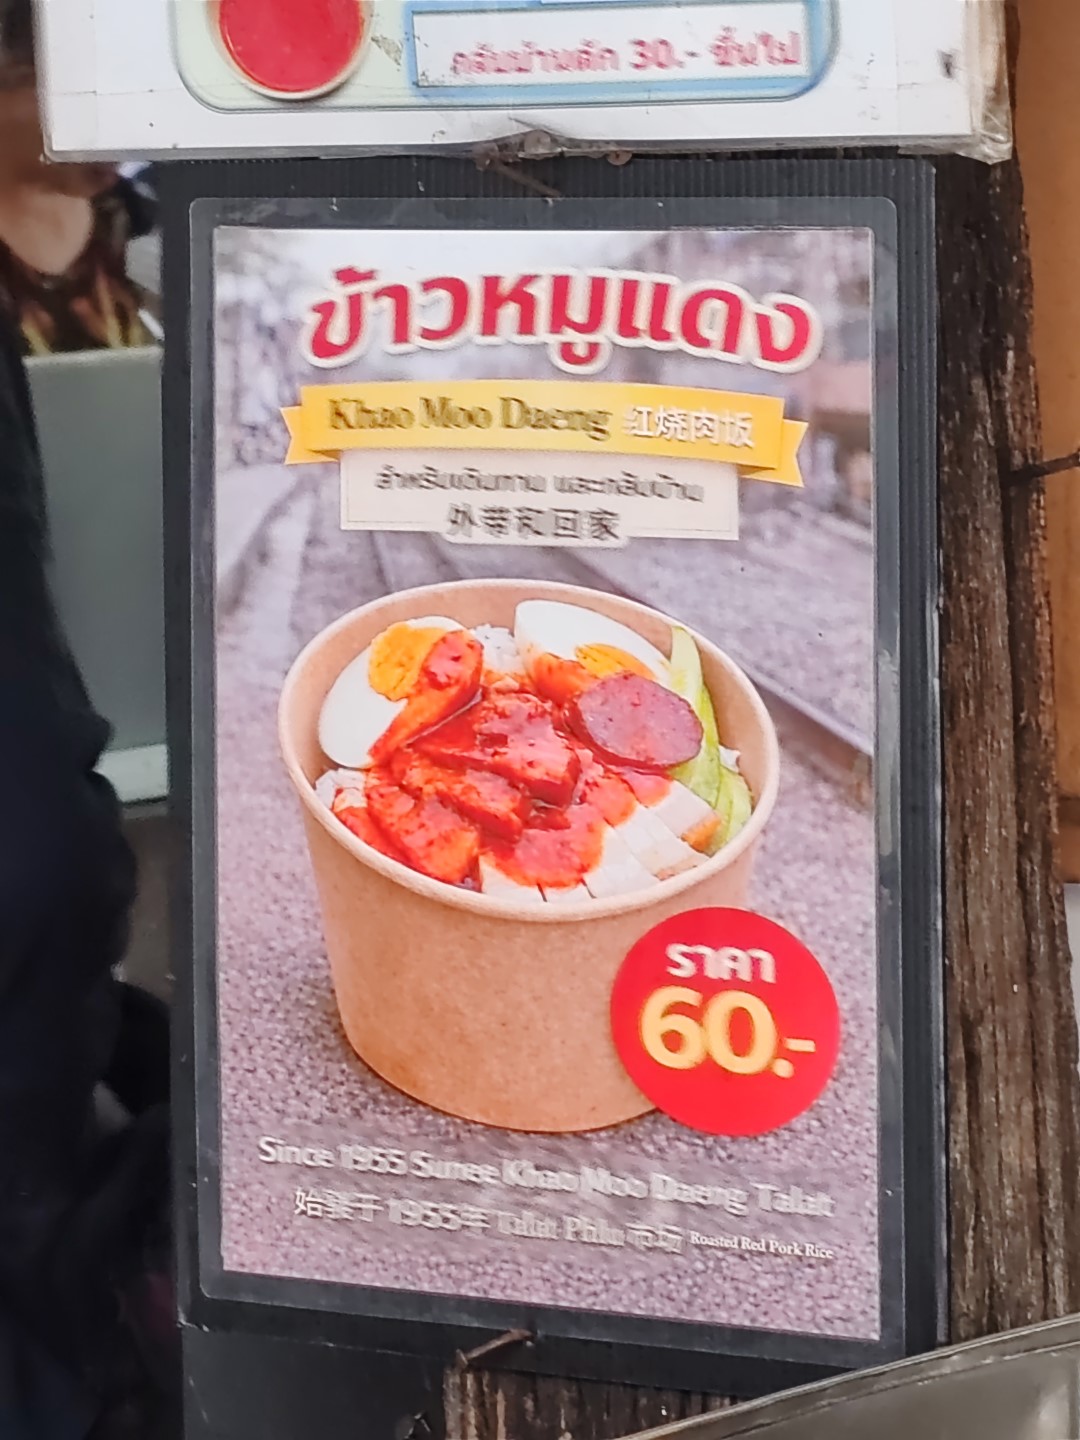 กลับบ้านตัก 30.- ขึ้นไป
ข้าวหมูแดง
Khao Moo Daeng 红烧肉饭
สำหรับเดินทาน และกลับบ้าน
外带和回家
ราคา
60.-
Since 1955 Sunee Khao Moo Daeng Talat
始于 1955年 Talat Phlu 市场 Roasted Red Pork Rice